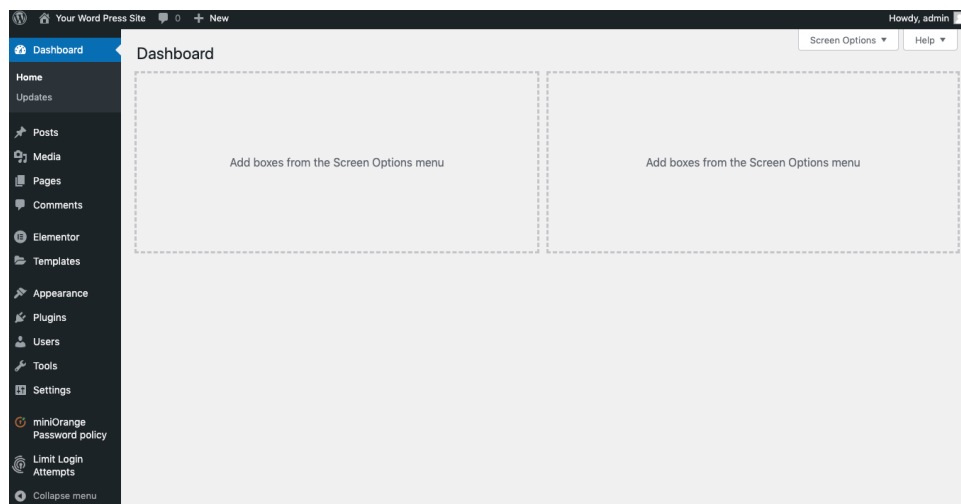 Your Word Press Site 0 + New Howdy, admin
Screen Options ▼ Help ▼
Dashboard
Home
Updates
Posts
Media
Pages
Comments
Elementor
Templates
Appearance
Plugins
Users
Tools
Settings
miniOrange
Password policy
Limit Login
Attempts
Collapse menu
Dashboard
Add boxes from the Screen Options menu
Add boxes from the Screen Options menu